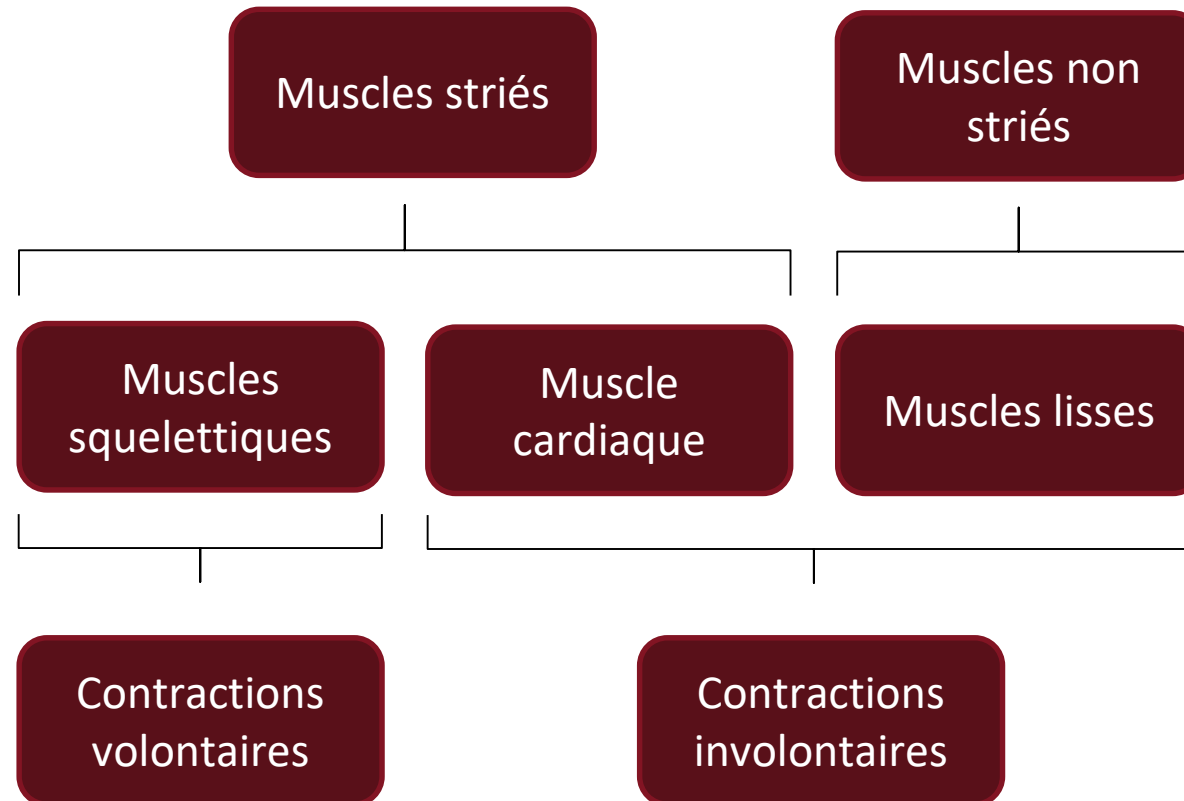 Muscles striés
Muscles non
striés
Muscles
squelettiques
Muscle
cardiaque
Muscles lisses
Contractions
volontaires
Contractions
involontaires